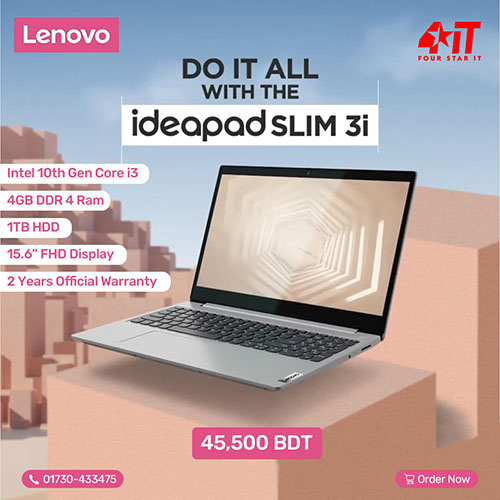 Lenovo
4IT
FOUR STAR IT
DO IT ALL
WITH THE
ideapad SLIM 3i
Intel 10th Gen Core i3
4GB DDR 4 Ram
1TB HDD
15.6” FHD Display
2 Years Official Warranty
Lenovo
45,500 BDT
01730-433475
Order Now